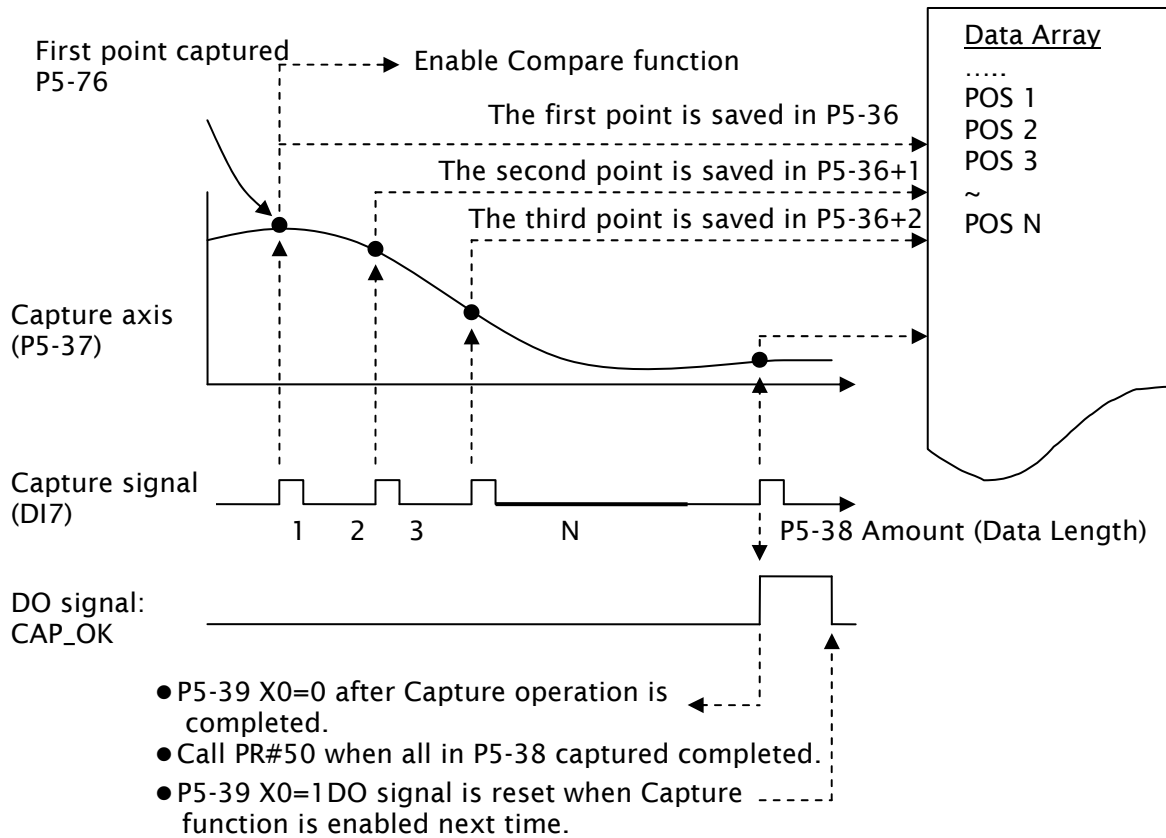 First point captured
P5-76
Enable Compare function
The first point is saved in P5-36
The second point is saved in P5-36+1
The third point is saved in P5-36+2
Data Array
.....
POS 1
POS 2
POS 3
~
POS N
Capture axis
(P5-37)
Capture signal
(DI7)
1 2 3 N
P5-38 Amount (Data Length)
DO signal:
CAP_OK
● P5-39 X0=0 after Capture operation is
completed.
● Call PR#50 when all in P5-38 captured completed.
● P5-39 X0=1DO signal is reset when Capture
function is enabled next time.